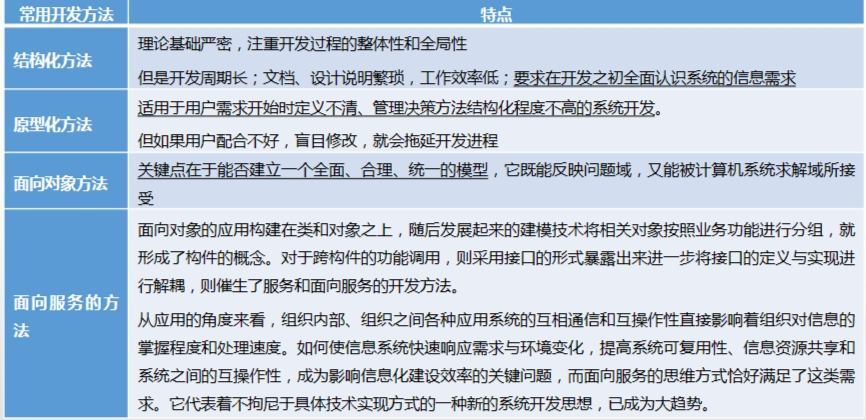 常用开发方法
特点
结构化方法
理论基础严密，注重开发过程的整体性和全局性
但是开发周期长；文档、设计说明繁琐，工作效率低；要求在开发之初全面认识系统的信息需求
原型化方法
适用于用户需求开始时定义不清、管理决策方法结构化程度不高的系统开发。
但如果用户配合不好，盲目修改，就会拖延开发进程
面向对象方法
关键点在于能否建立一个全面、合理、统一的模型，它既能反映问题域，又能被计算机系统求解域所接
受
面向服务的方
法
面向对象的应用构建在类和对象之上，随后发展起来的建模技术将相关对象按照业务功能进行分组，就
形成了构件的概念。对于跨构件的功能调用，则采用接口的形式暴露出来进一步将接口的定义与实现进
行解耦，则催生了服务和面向服务的开发方法。
从应用的角度来看，组织内部、组织之间各种应用系统的互相通信和互操作性直接影响着组织对信息的
掌握程度和处理速度。如何使信息系统快速响应需求与环境变化，提高系统可复用性、信息资源共享和
系统之间的互操作性，成为影响信息化建设效率的关键问题，而面向服务的思维方式恰好满足了这类需
求。它代表着不拘尼于具体技术实现方式的一种新的系统开发思想，已成为大趋势。